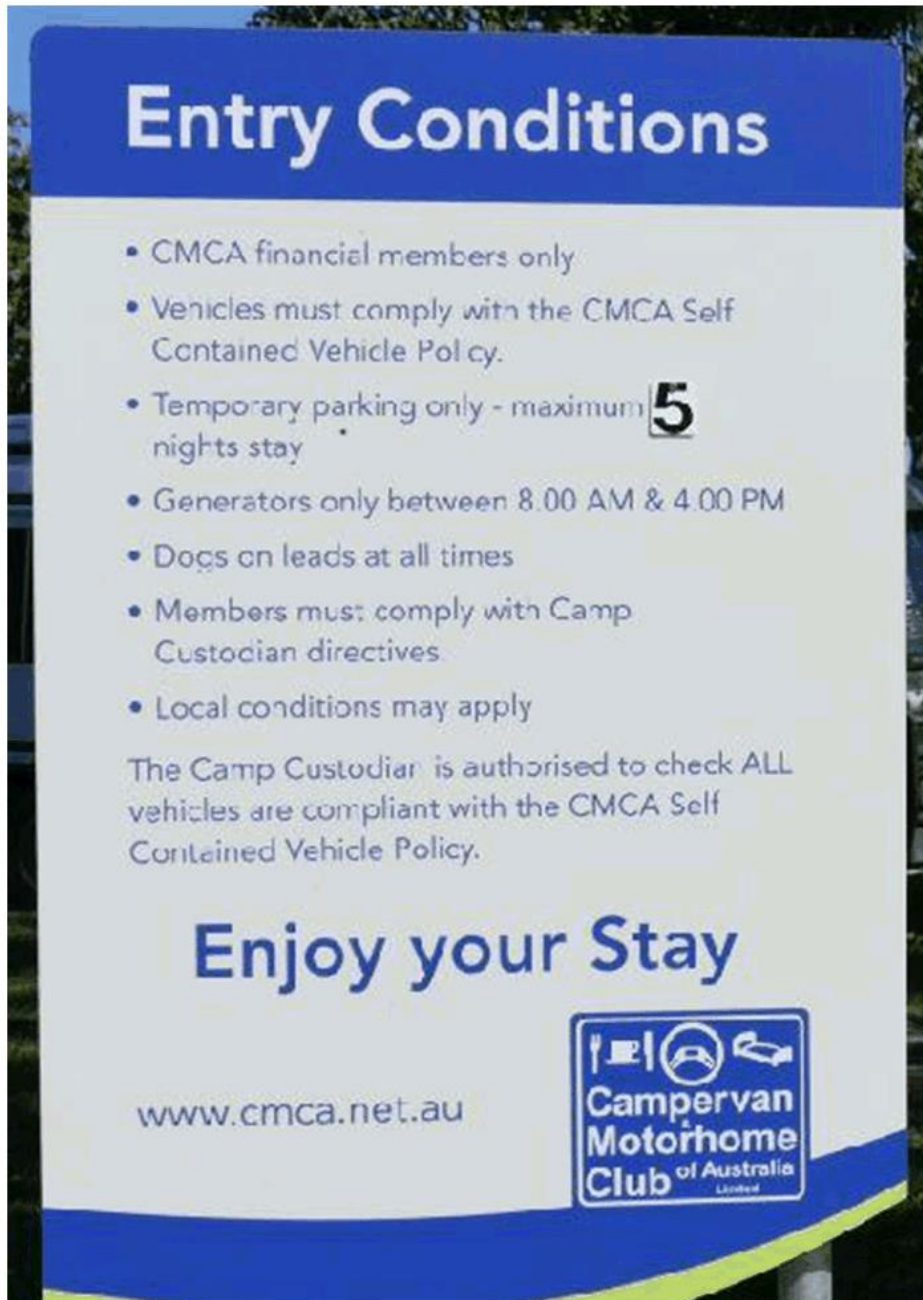 Entry Conditions
• CMCA financial members only
• Vehicles must comply with the CMCA Self
Contained Vehicle Policy.
• Temporary parking only - maximum 5
nights stay
• Generators only between 8.00 AM & 4.00 PM
• Dogs on leads at all times
• Members must comply with Camp
Custodian directives
• Local conditions may apply
The Camp Custodian is authorised to check ALL
vehicles are compliant with the CMCA Self
Contained Vehicle Policy.
Enjoy your Stay
www.cmca.net.au
Campervan
Motorhome
Club of Australia
Limited